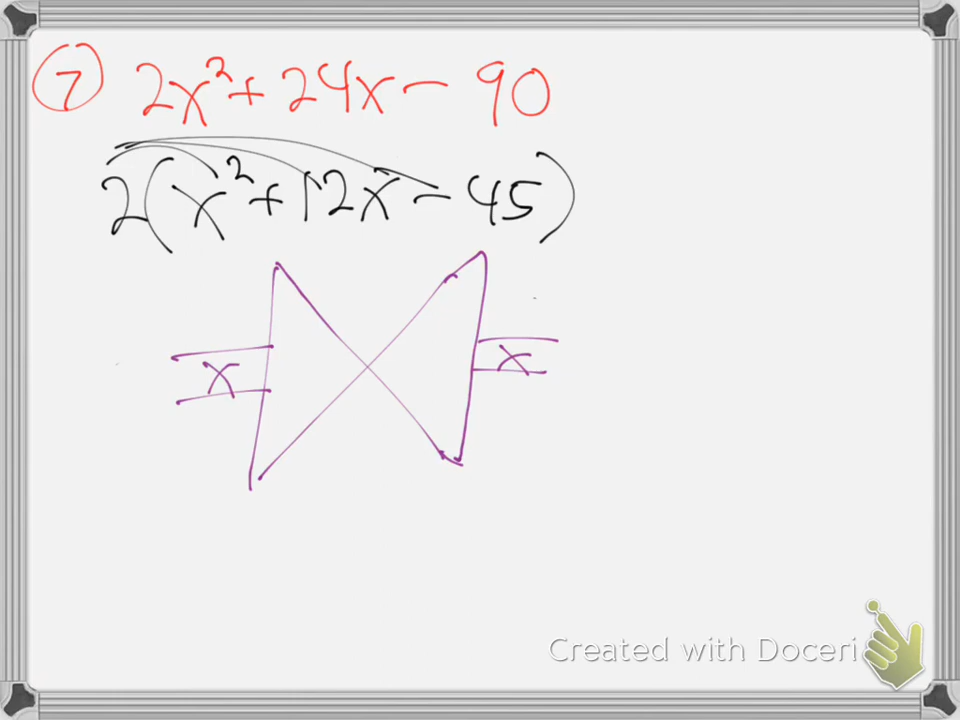 ⑦ 2x² + 24x - 90
2(x² + 12x - 45)
x x
Created with Doceri